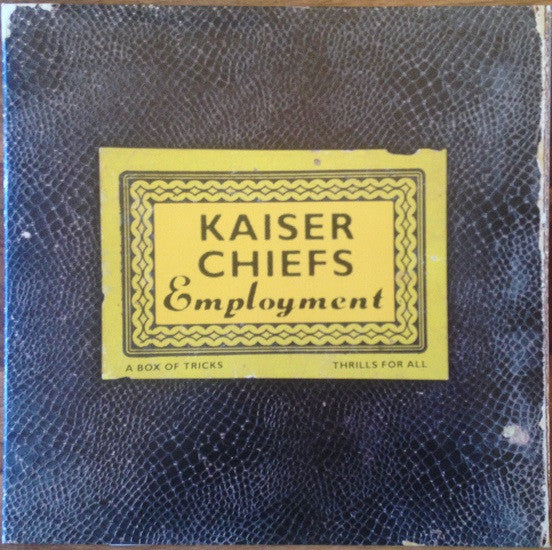 KAISER
CHIEFS
Employment
A BOX OF TRICKS THRILLS FOR ALL